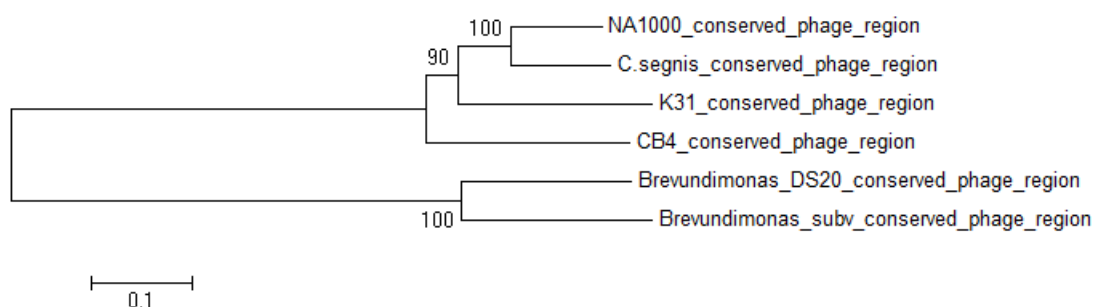 100
NA1000_conserved_phage_region
C.segnis_conserved_phage_region
90
K31_conserved_phage_region
CB4_conserved_phage_region
Brevundimonas_DS20_conserved_phage_region
100
Brevundimonas_subv_conserved_phage_region
0.1